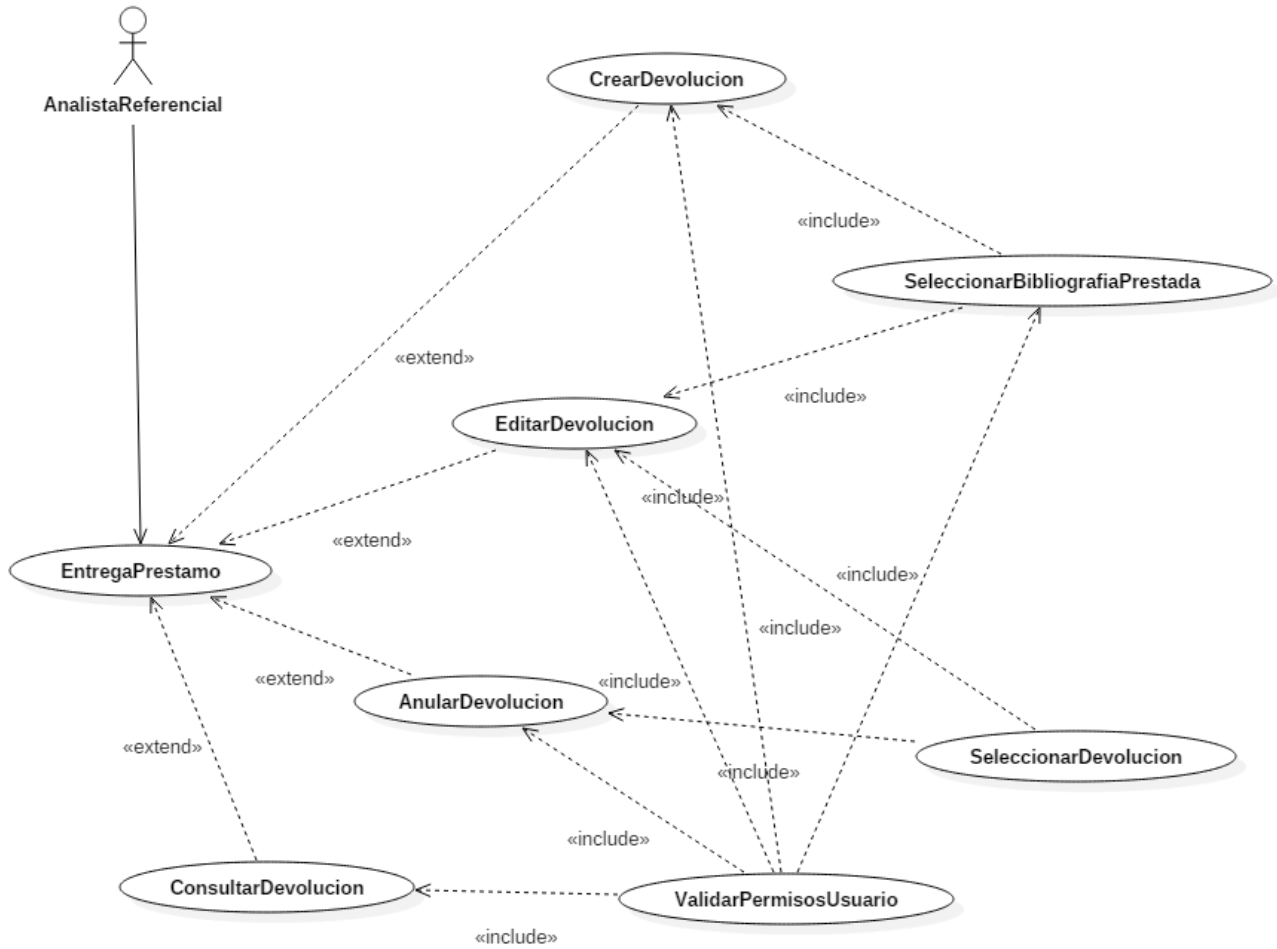 CrearDevolucion
AnalistaReferencial
«include»
SeleccionarBibliografiaPrestada
«extend»
«include»
EditarDevolucion
«include»
«extend»
EntregaPrestamo
«include»
«include»
«extend»
«include»
AnularDevolucion
«extend»
SeleccionarDevolucion
«include»
«include»
ConsultarDevolucion
ValidarPermisosUsuario
«include»